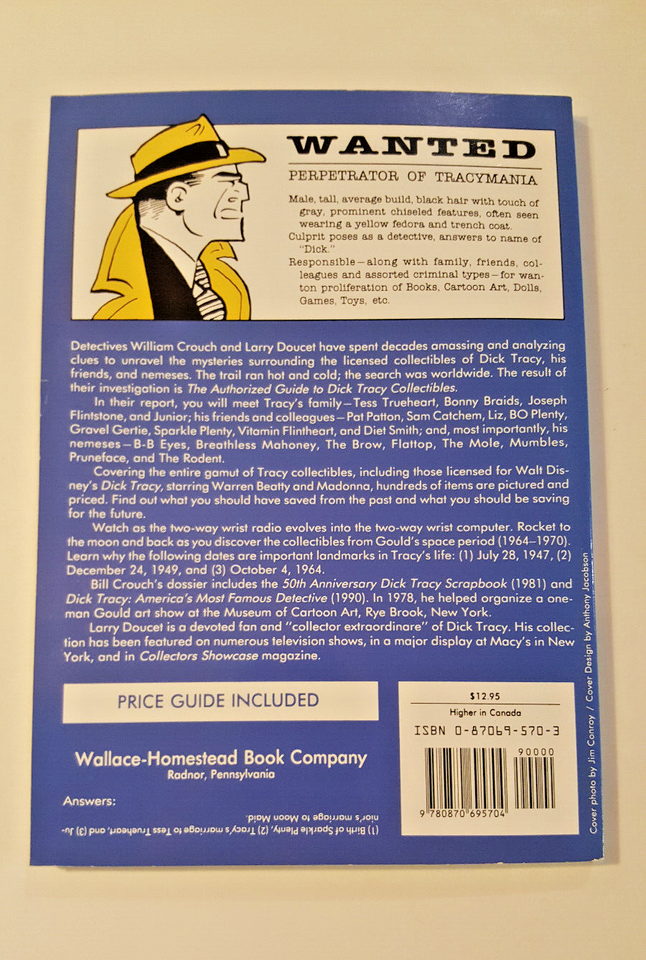 WANTED
PERPETRATOR OF TRACYMANIA
Male, tall, average build, black hair with touch of
gray, prominent chiseled features, often seen
wearing a yellow fedora and trench coat.
Culprit poses as a detective, answers to name of
"Dick."
Responsible—along with family, friends, col-
leagues and assorted criminal types—for wan-
ton proliferation of Books, Cartoon Art, Dolls,
Games, Toys, etc.
Detectives William Crouch and Larry Doucet have spent decades amassing and analyzing
clues to unravel the mysteries surrounding the licensed collectibles of Dick Tracy, his
friends, and nemeses. The trail ran hot and cold; the search was worldwide. The result of
their investigation is The Authorized Guide to Dick Tracy Collectibles.
In their report, you will meet Tracy's family—Tess Trueheart, Bonny Braids, Joseph
Flintstone, and Junior; his friends and colleagues—Pat Patton, Sam Catchem, Liz, BO Plenty,
Gravel Gertie, Sparkle Plenty, Vitamin Flintheart, and Diet Smith; and, most importantly, his
nemeses—B-B Eyes, Breathless Mahoney, The Brow, Flattop, The Mole, Mumbles,
Pruneface, and The Rodent.
Covering the entire gamut of Tracy collectibles, including those licensed for Walt Dis-
ney's Dick Tracy, starring Warren Beatty and Madonna, hundreds of items are pictured and
priced. Find out what you should have saved from the past and what you should be saving
for the future.
Watch as the two-way wrist radio evolves into the two-way wrist computer. Rocket to
the moon and back as you discover the collectibles from Gould's space period (1964–1970).
Learn why the following dates are important landmarks in Tracy's life: (1) July 28, 1947, (2)
December 24, 1949, and (3) October 4, 1964.
Bill Crouch's dossier includes the 50th Anniversary Dick Tracy Scrapbook (1981) and
Dick Tracy: America's Most Famous Detective (1990). In 1978, he helped organize a one-
man Gould art show at the Museum of Cartoon Art, Rye Brook, New York.
Larry Doucet is a devoted fan and "collector extraordinaire" of Dick Tracy. His collec-
tion has been featured on numerous television shows, in a major display at Macy's in New
York, and in Collectors Showcase magazine.
PRICE GUIDE INCLUDED
Wallace-Homestead Book Company
Radnor, Pennsylvania
Answers:
(1) Birth of Sparkle Plenty, (2) Tracy's marriage to Tess Trueheart, and (3) Ju-
nior's marriage to Moon Maid.
$12.95
Higher in Canada
ISBN 0-87069-570-3
90000
9 780870 695704
Cover photo by Jim Conroy / Cover Design by Anthony Jacobson